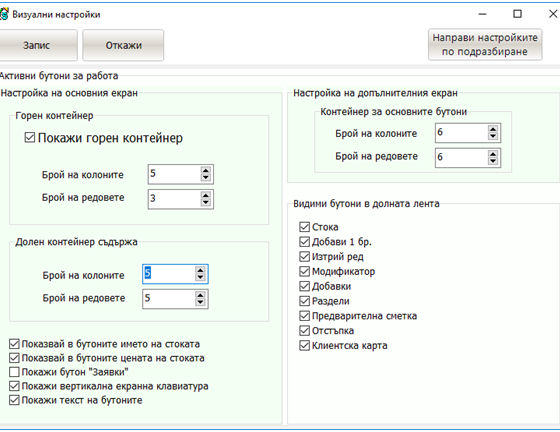 Визуални настройки
Запис
Откажи
Направи настройките
по подразбиране
Активни бутони за работа
Настройка на основния екран
Горен контейнер
Покажи горен контейнер
Брой на колоните 5
Брой на редовете 3
Долен контейнер съдържа
Брой на колоните 5
Брой на редовете 5
Показвай в бутоните името на стоката
Показвай в бутоните цената на стоката
Покажи бутон "Заявки"
Покажи вертикална екранна клавиатура
Покажи текст на бутоните
Настройка на допълнителния екран
Контейнер за основните бутони
Брой на колоните 6
Брой на редовете 6
Видими бутони в долната лента
Стока
Добави 1 бр.
Изтрий ред
Модификатор
Добавки
Раздели
Предварителна сметка
Отстъпка
Клиентска карта